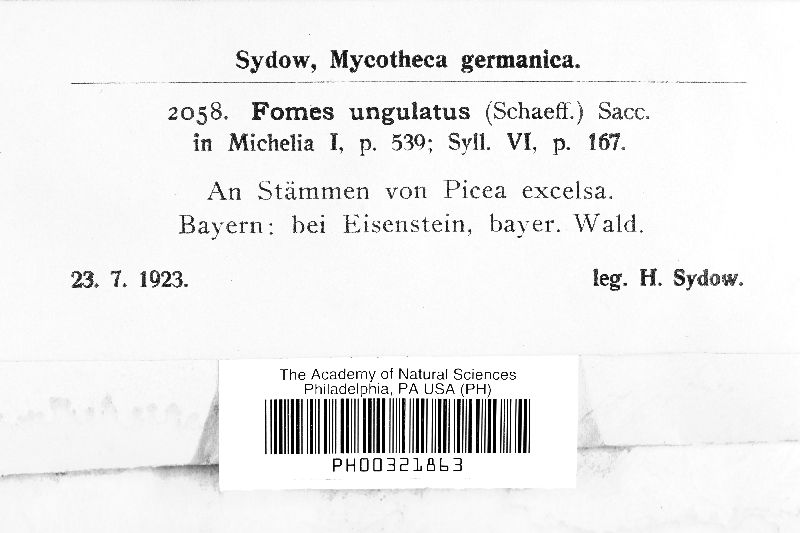 Sydow, Mycotheca germanica.
2058. Fomes ungulatus (Schaeff.) Sacc.
in Michelia I, p. 539; Syll. VI, p. 167.
An Stämmen von Picea excelsa.
Bayern: bei Eisenstein, bayer. Wald.
23. 7. 1923. leg. H. Sydow.
The Academy of Natural Sciences
Philadelphia, PA USA (PH)
PH00321863